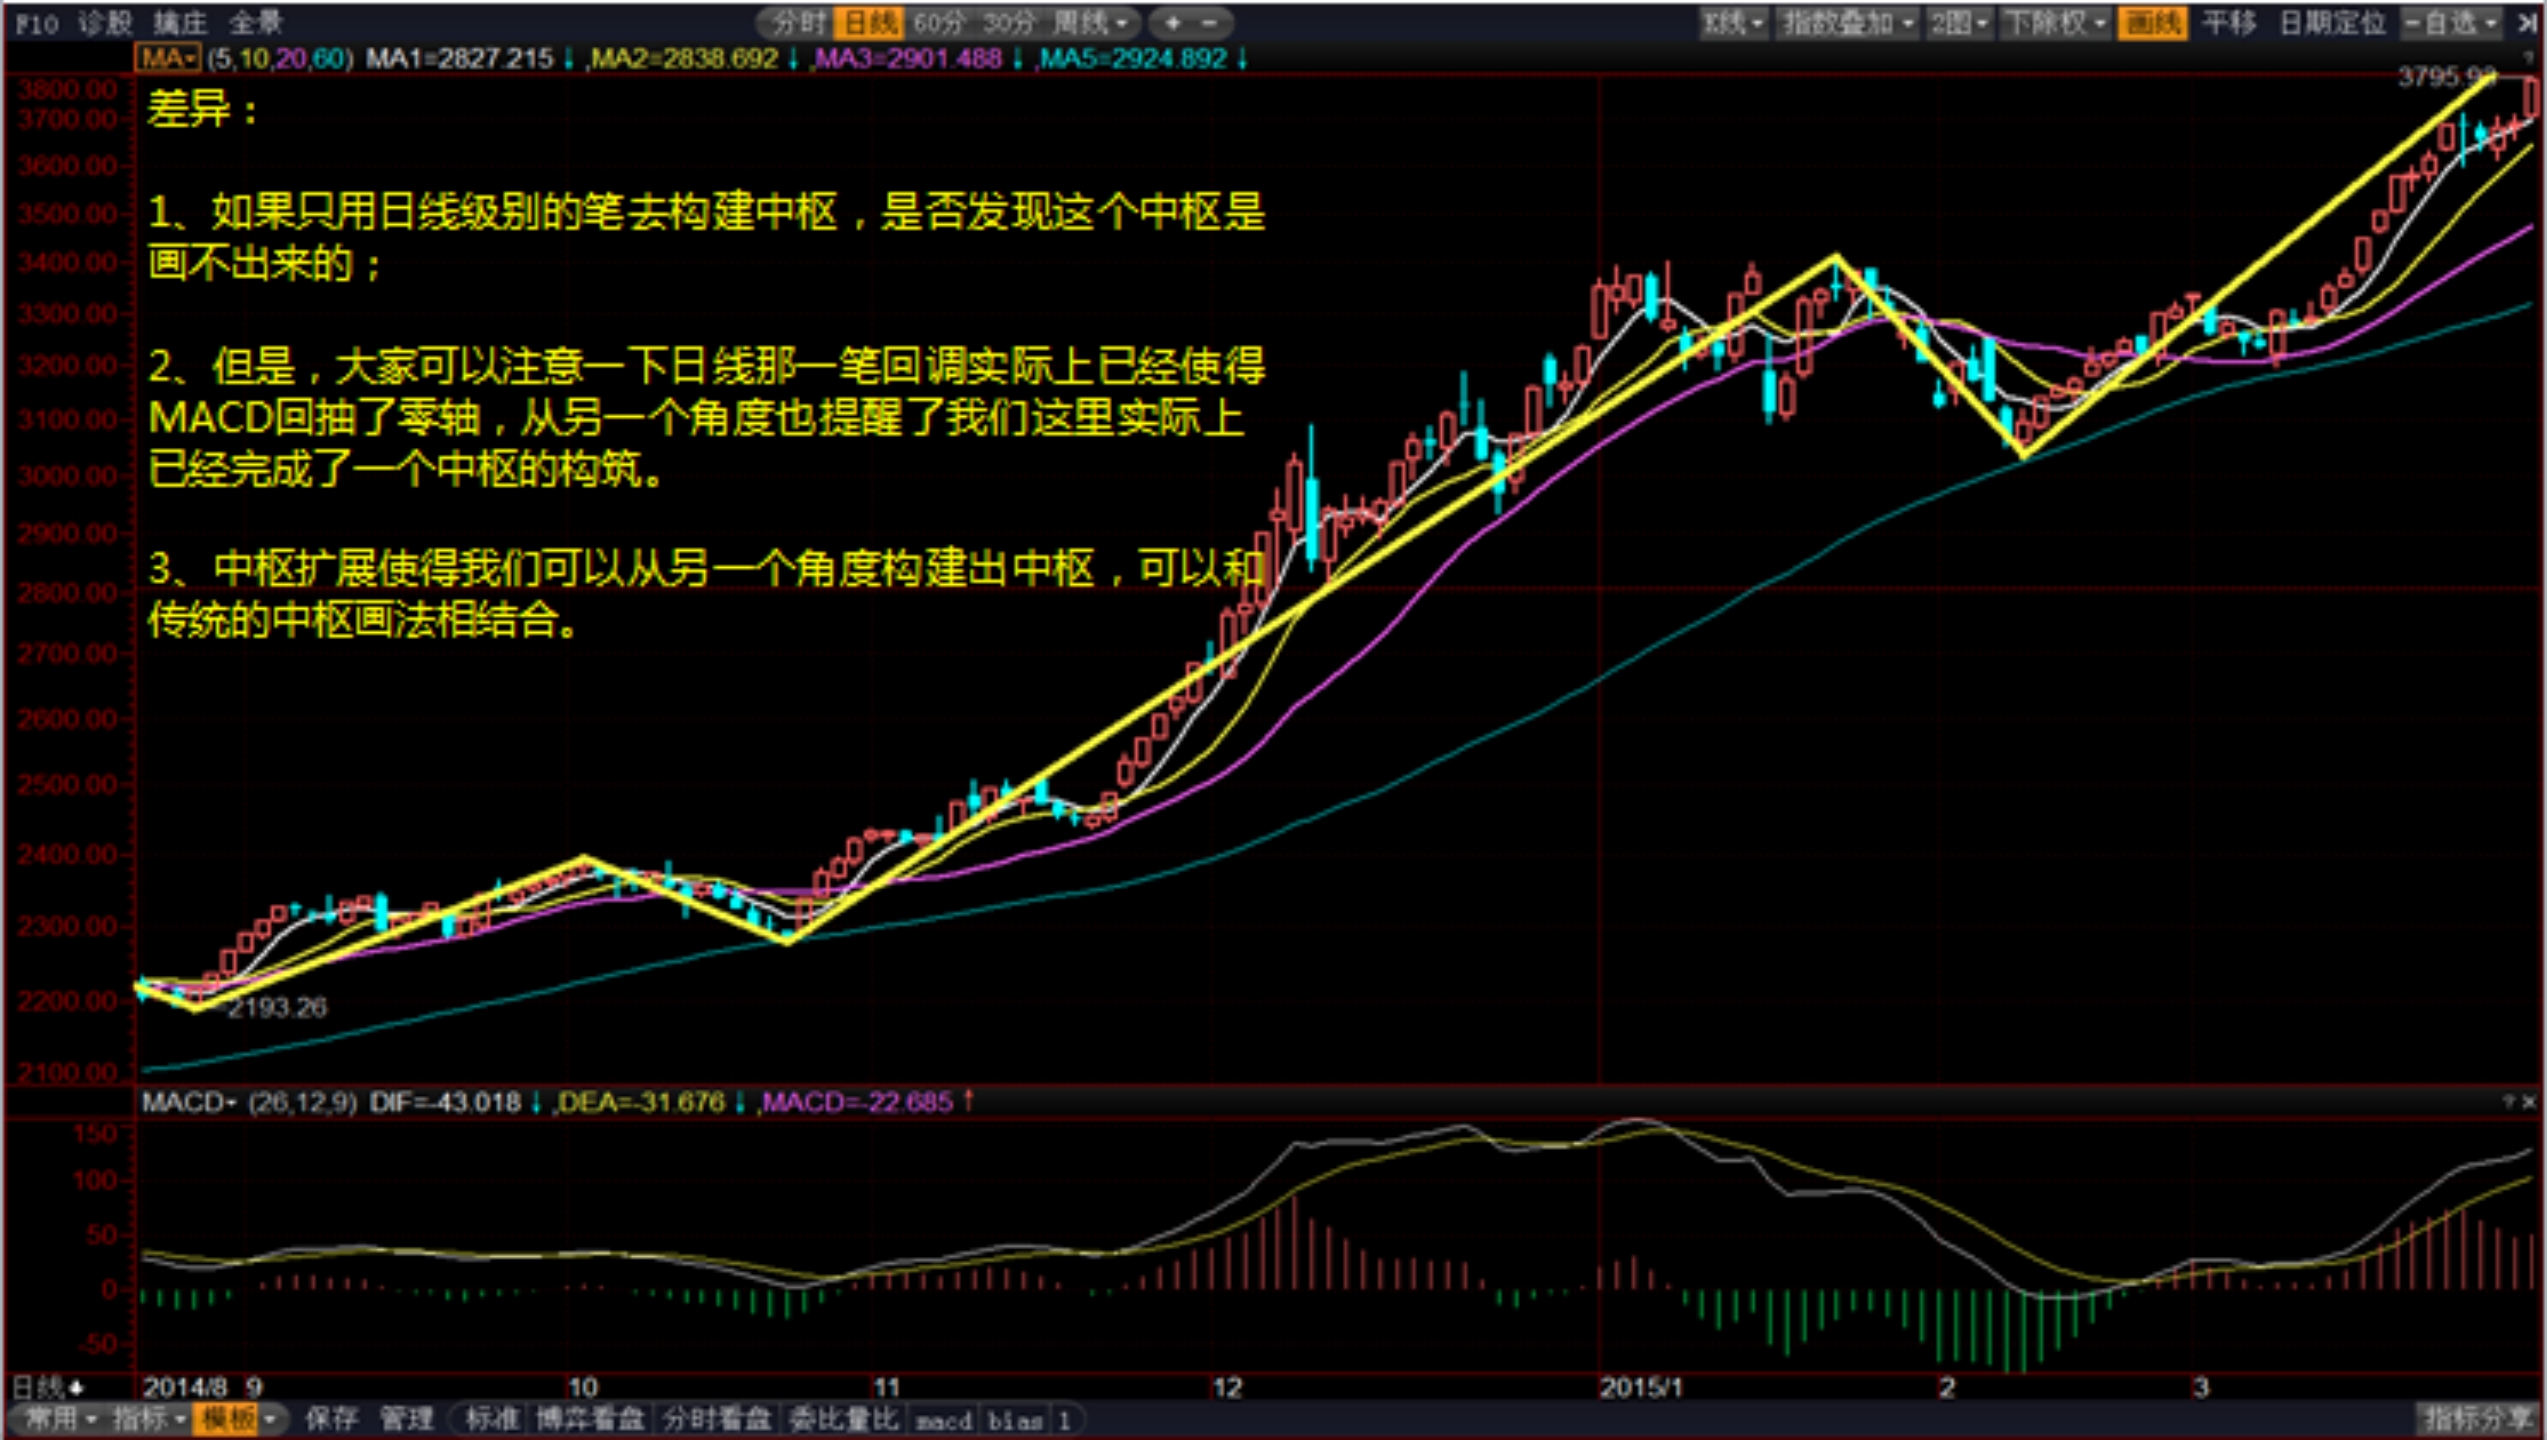 F10 诊股 擒庄 全景 分时 日线 60分 30分 周线 + - K线 指数叠加 2图 下除权 画线 平移 日期定位 -自选
MA (5,10,20,60) MA1=2827.215↓,MA2=2838.692↓,MA3=2901.488↓,MA5=2924.892↓ ?
3795.93
3800.00
差异：
3700.00
3600.00
1、如果只用日线级别的笔去构建中枢，是否发现这个中枢是
3500.00
画不出来的；
3400.00
3300.00
2、但是，大家可以注意一下日线那一笔回调实际上已经使得
3200.00
MACD回抽了零轴，从另一个角度也提醒了我们这里实际上
3100.00
已经完成了一个中枢的构筑。
3000.00
2900.00
3、中枢扩展使得我们可以从另一个角度构建出中枢，可以和
2800.00
传统的中枢画法相结合。
2700.00
2600.00
2500.00
2400.00
2300.00
2200.00
2193.26
2100.00
MACD (26,12,9) DIF=-43.018↓,DEA=-31.676↓,MACD=-22.685↑ ? ×
150
100
50
0
-50
日线 2014/8 9 10 11 12 2015/1 2 3
常用 指标 模板 保存 管理 标准 博弈看盘 分时看盘 委比量比 macd bias 1 指标分享